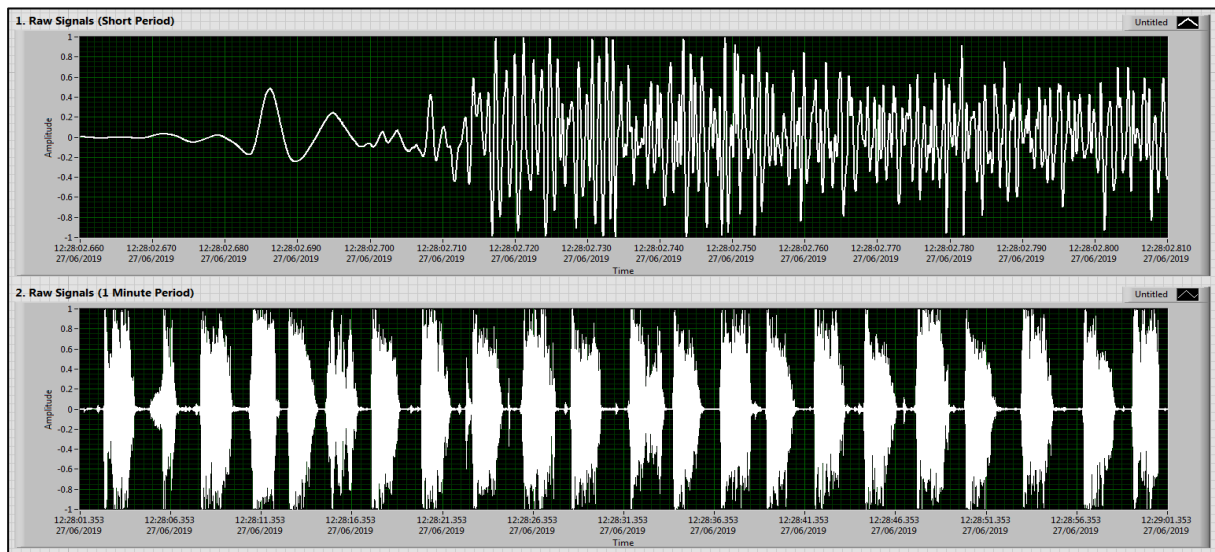 1. Raw Signals (Short Period)
Untitled
1
0.8
0.6
0.4
0.2
0
-0.2
-0.4
-0.6
-0.8
-1
Amplitude
12:28:02.660 12:28:02.670 12:28:02.680 12:28:02.690 12:28:02.700 12:28:02.710 12:28:02.720 12:28:02.730 12:28:02.740 12:28:02.750 12:28:02.760 12:28:02.770 12:28:02.780 12:28:02.790 12:28:02.800 12:28:02.810
27/06/2019 27/06/2019 27/06/2019 27/06/2019 27/06/2019 27/06/2019 27/06/2019 27/06/2019 27/06/2019 27/06/2019 27/06/2019 27/06/2019 27/06/2019 27/06/2019 27/06/2019 27/06/2019
Time
2. Raw Signals (1 Minute Period)
Untitled
1
0.8
0.6
0.4
0.2
0
-0.2
-0.4
-0.6
-0.8
-1
Amplitude
12:28:01.353 12:28:06.353 12:28:11.353 12:28:16.353 12:28:21.353 12:28:26.353 12:28:31.353 12:28:36.353 12:28:41.353 12:28:46.353 12:28:51.353 12:28:56.353 12:29:01.353
27/06/2019 27/06/2019 27/06/2019 27/06/2019 27/06/2019 27/06/2019 27/06/2019 27/06/2019 27/06/2019 27/06/2019 27/06/2019 27/06/2019 27/06/2019
Time